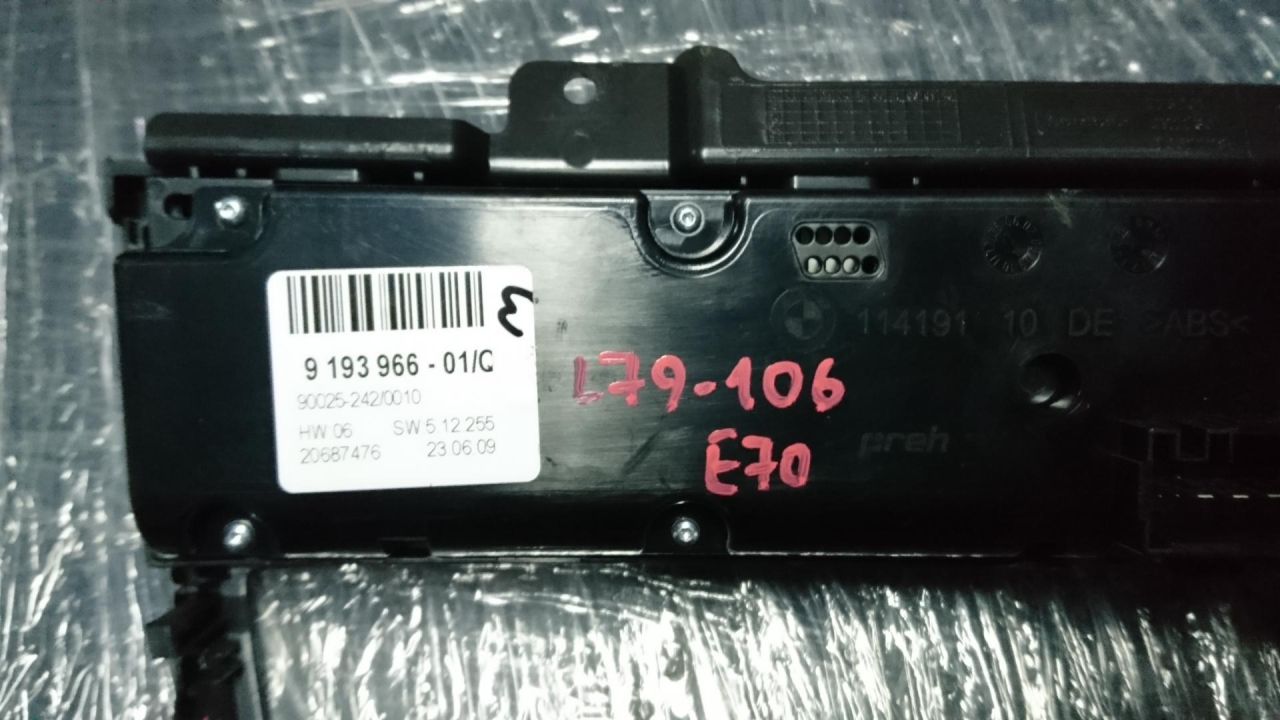 9 193 966 - 01/C
90025-242/0010
HW 06 SW 5.12.255
20687476 23.06.09
L79-106
E70
114191 10 DE >ABS<
preh